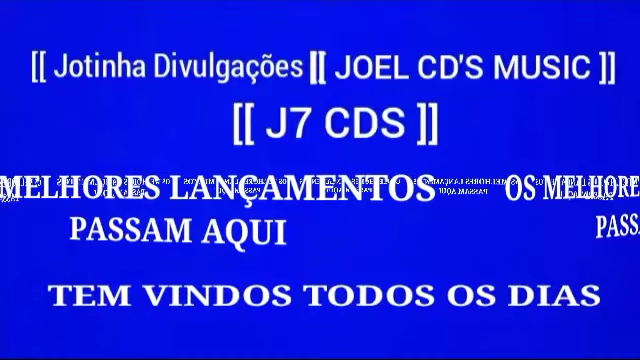 [[ Jotinha Divulgações ]] [[ JOEL CD'S MUSIC ]]
[[ J7 CDS ]]
MELHORES LANÇAMENTOS OS MELHORE
PASSAM AQUI PASSA
TEM VINDOS TODOS OS DIAS